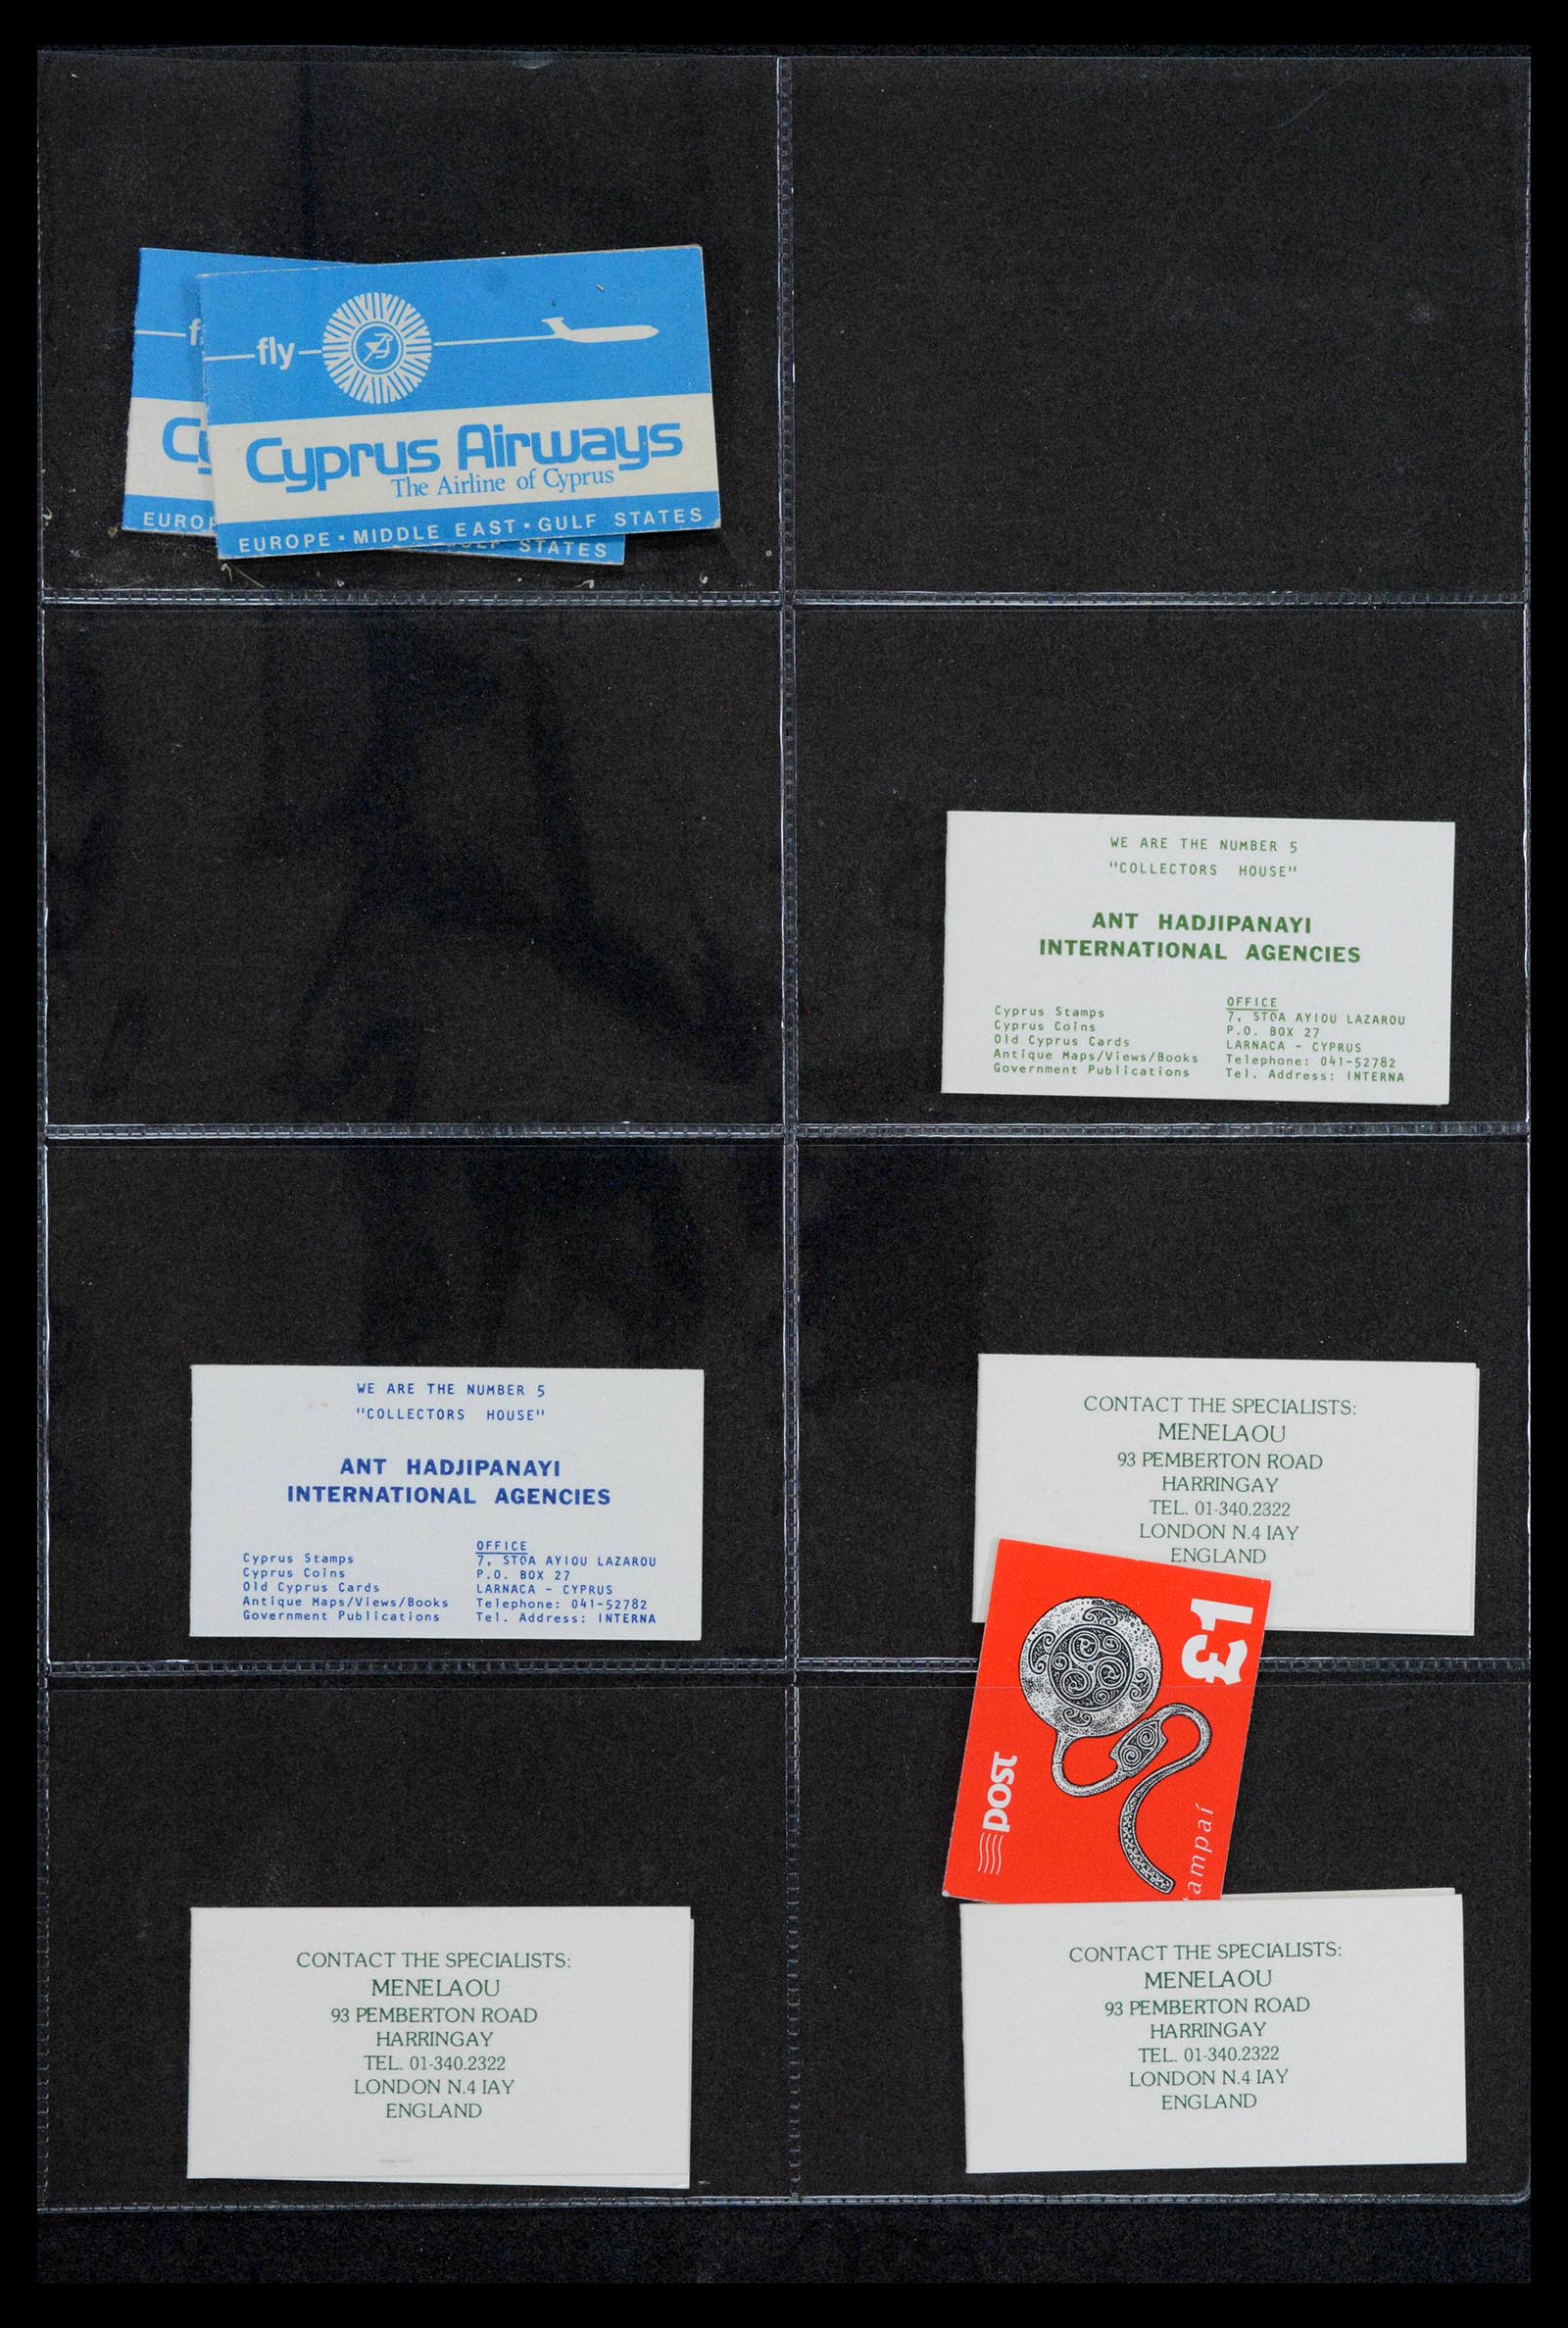 f
fly
Cy
Cyprus Airways
The Airline of Cyprus
EUROP
EUROPE • MIDDLE EAST • GULF STATES
GULF STATES
WE ARE THE NUMBER 5
"COLLECTORS HOUSE"
ANT HADJIPANAYI
INTERNATIONAL AGENCIES
Cyprus Stamps
Cyprus Coins
Old Cyprus Cards
Antique Maps/Views/Books
Government Publications
OFFICE
7, STOA AYIOU LAZAROU
P.O. BOX 27
LARNACA - CYPRUS
Telephone: 041-52782
Tel. Address: INTERNA
WE ARE THE NUMBER 5
"COLLECTORS HOUSE"
ANT HADJIPANAYI
INTERNATIONAL AGENCIES
Cyprus Stamps
Cyprus Coins
Old Cyprus Cards
Antique Maps/Views/Books
Government Publications
OFFICE
7, STOA AYIOU LAZAROU
P.O. BOX 27
LARNACA - CYPRUS
Telephone: 041-52782
Tel. Address: INTERNA
CONTACT THE SPECIALISTS:
MENELAOU
93 PEMBERTON ROAD
HARRINGAY
TEL. 01-340.2322
LONDON N.4 IAY
ENGLAND
£1
post
tampaí
CONTACT THE SPECIALISTS:
MENELAOU
93 PEMBERTON ROAD
HARRINGAY
TEL. 01-340.2322
LONDON N.4 IAY
ENGLAND
CONTACT THE SPECIALISTS:
MENELAOU
93 PEMBERTON ROAD
HARRINGAY
TEL. 01-340.2322
LONDON N.4 IAY
ENGLAND